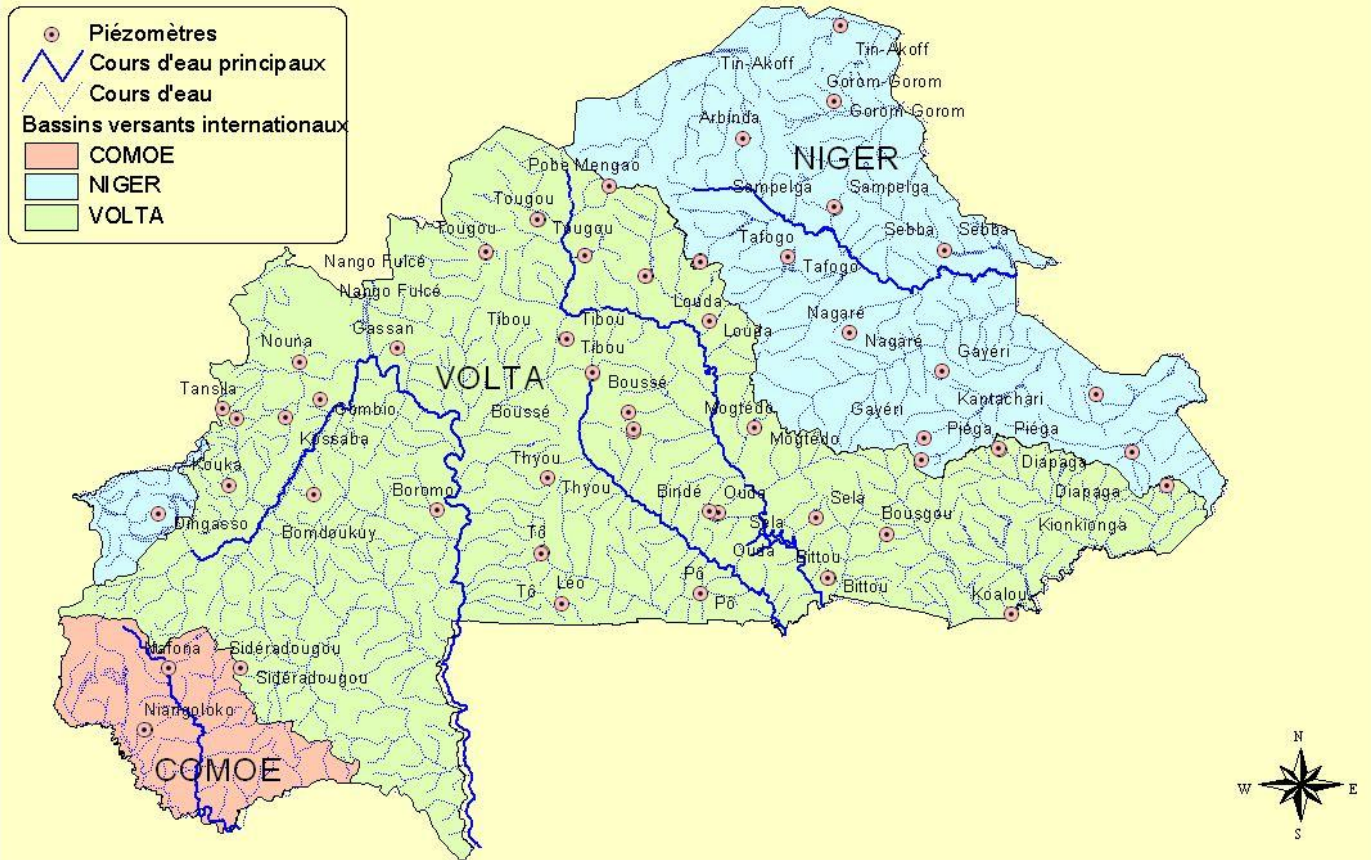 Piézomètres
Cours d'eau principaux
Cours d'eau
Bassins versants internationaux
COMOE
NIGER
VOLTA
Tin-Akoff
Tin-Akoff
Gorom-Gorom
Gorom-Gorom
Arbinda
NIGER
Pobe Mengao
Sampelga
Sampelga
Tougou
Tougou
Tougou
Sebba
Sebba
Tafogo
Tafogo
Nango Fulcé
Nango Fulcé
Louda
Louda
Gassan
Tibou
Tibou
Tibou
Nagaré
Nagaré
Nouna
VOLTA
Gayéri
Gayéri
Tansila
Gombio
Boussé
Boussé
Mogtédo
Mogtédo
Kantachari
Kossaba
Piéga
Piéga
Kouka
Thyou
Thyou
Diapaga
Diapaga
Boromo
Bindé
Ouda
Sela
Sela
Bousgou
Kionkionga
Dingasso
Bomdoukuy
Tô
Tô
Ouda
Bittou
Bittou
Léo
Pô
Pô
Koalou
Nafona
Sidéradougou
Sidéradougou
Niangoloko
COMOE
N
W
E
S